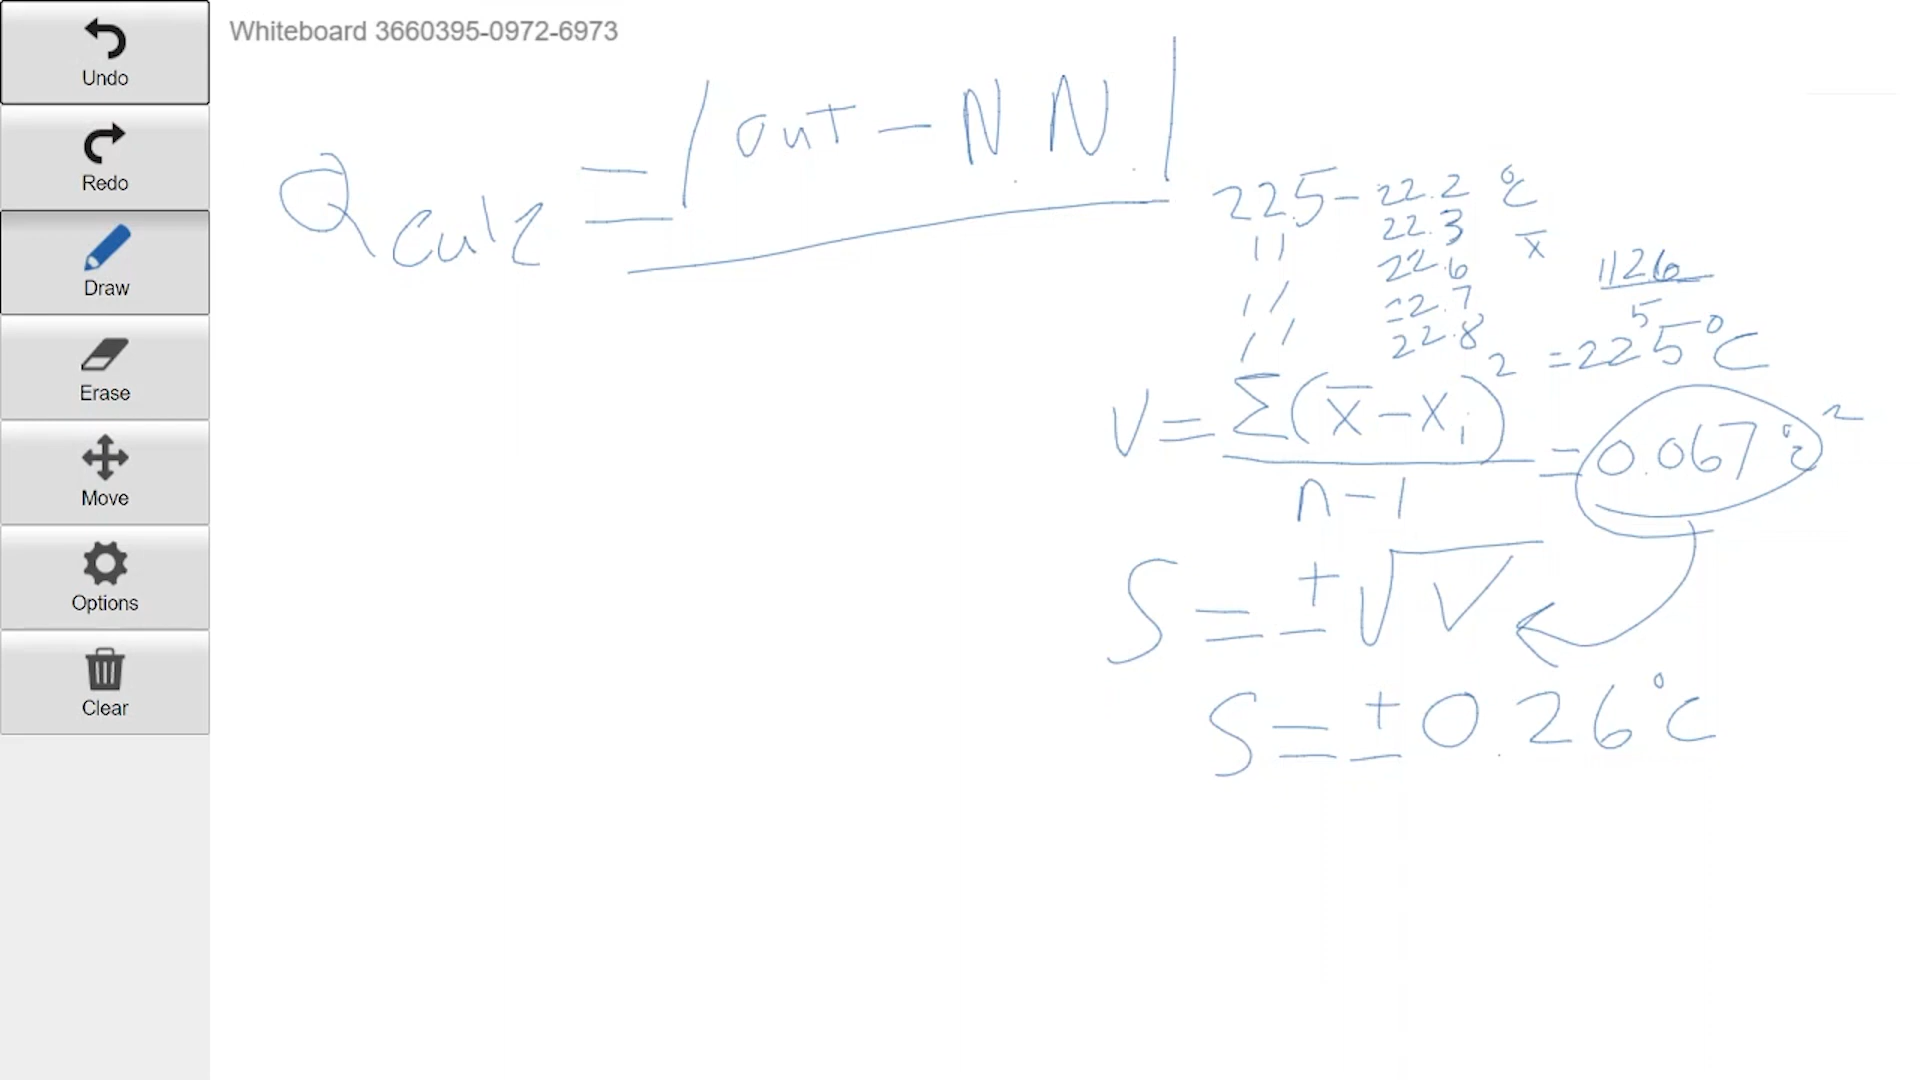 Whiteboard 3660395-0972-6973
Undo
Redo
Draw
Erase
Move
Options
Clear
Qcalc = |out - N.N.|
22.5 - 22.2 °C
" 22.3 x̄
22.6
" 22.7
" 22.8
112.6
5
= 22.5°C
V = Σ(x̄ - xi)² = 0.067 °C²
n - 1
S = ± √V
S = ± 0.26°C